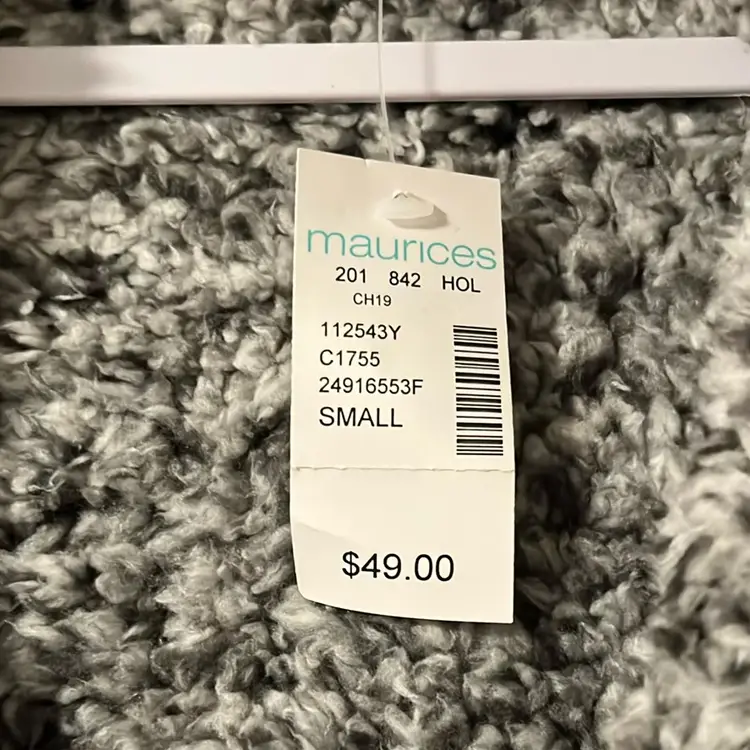 maurices
201 842 HOL
CH19
112543Y
C1755
24916553F
SMALL
$49.00